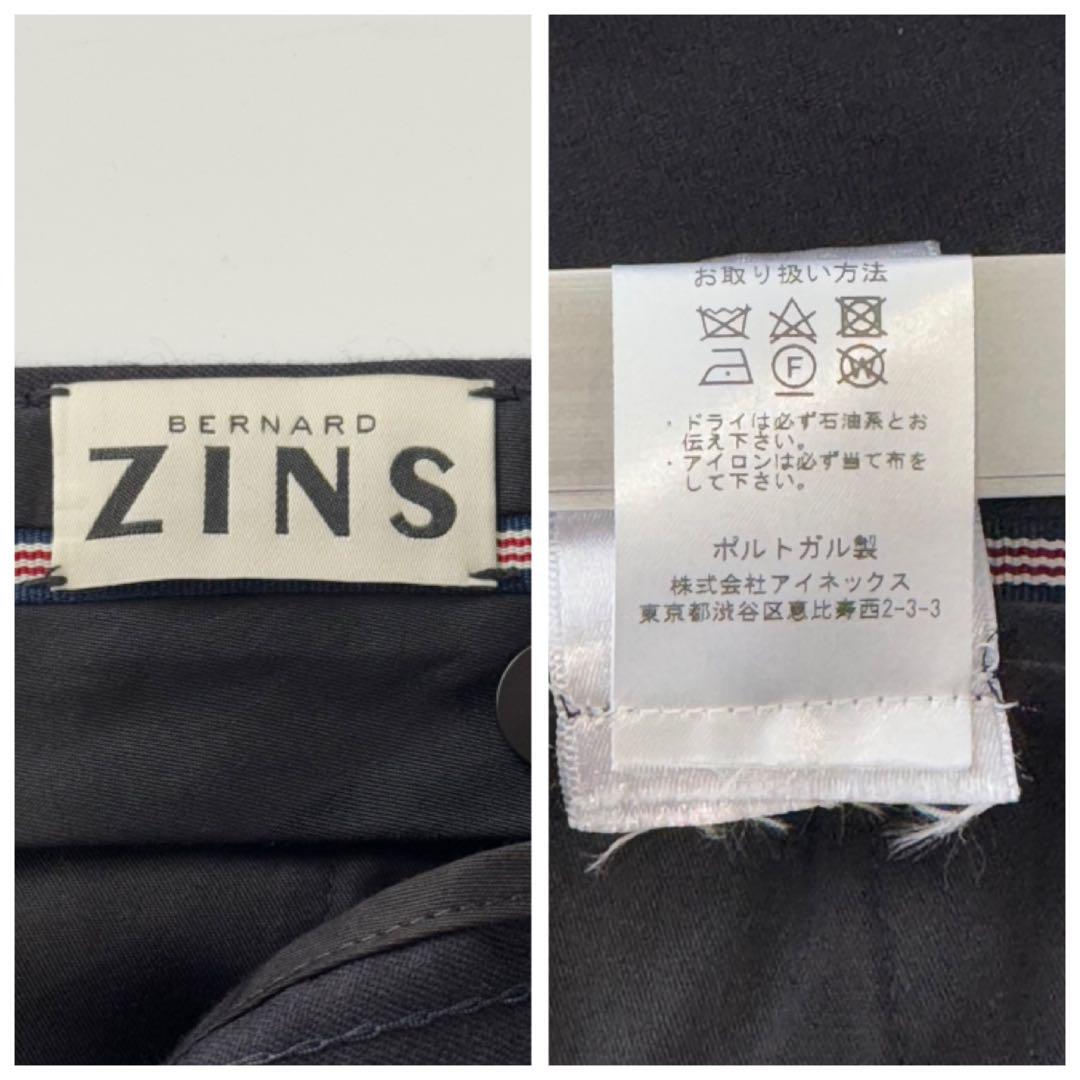 BERNARD
ZINS
お取り扱い方法
F W
・ドライは必ず石油系とお
伝え下さい。
・アイロンは必ず当て布を
して下さい。
ポルトガル製
株式会社アイネックス
東京都渋谷区恵比寿西2-3-3